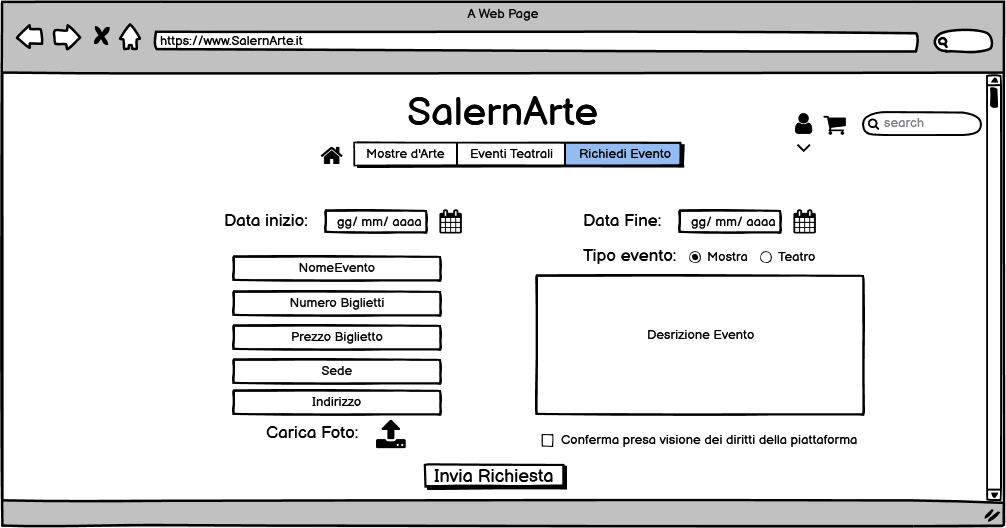 A Web Page
https://www.SalernArte.it
SalernArte
search
Mostre d'Arte
Eventi Teatrali
Richiedi Evento
Data inizio:
gg/ mm/ aaaa
Data Fine:
gg/ mm/ aaaa
Tipo evento:
Mostra
Teatro
NomeEvento
Numero Biglietti
Prezzo Biglietto
Sede
Indirizzo
Desrizione Evento
Carica Foto:
Conferma presa visione dei diritti della piattaforma
Invia Richiesta